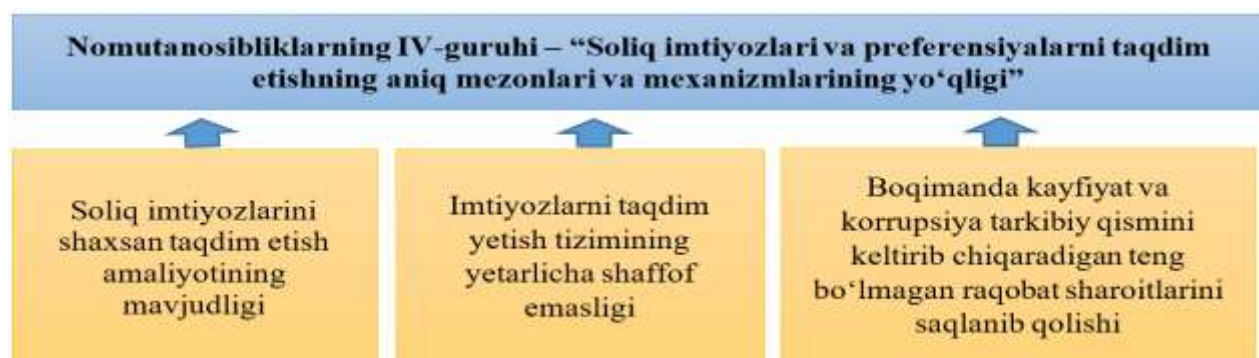 Nomutanosibliklarning IV-guruhi – “Soliq imtiyozlari va preferensiyalarni taqdim
etishning aniq mezonlari va mexanizmlarining yo‘qligi”
Soliq imtiyozlarini
shaxsan taqdim etish
amaliyotining
mavjudligi
Imtiyozlarni taqdim
yetish tizimining
yetarlicha shaffof
emasligi
Boqimanda kayfiyat va
korrupsiya tarkibiy qismini
keltirib chiqaradigan teng
bo‘lmagan raqobat sharoitlarini
saqlanib qolishi